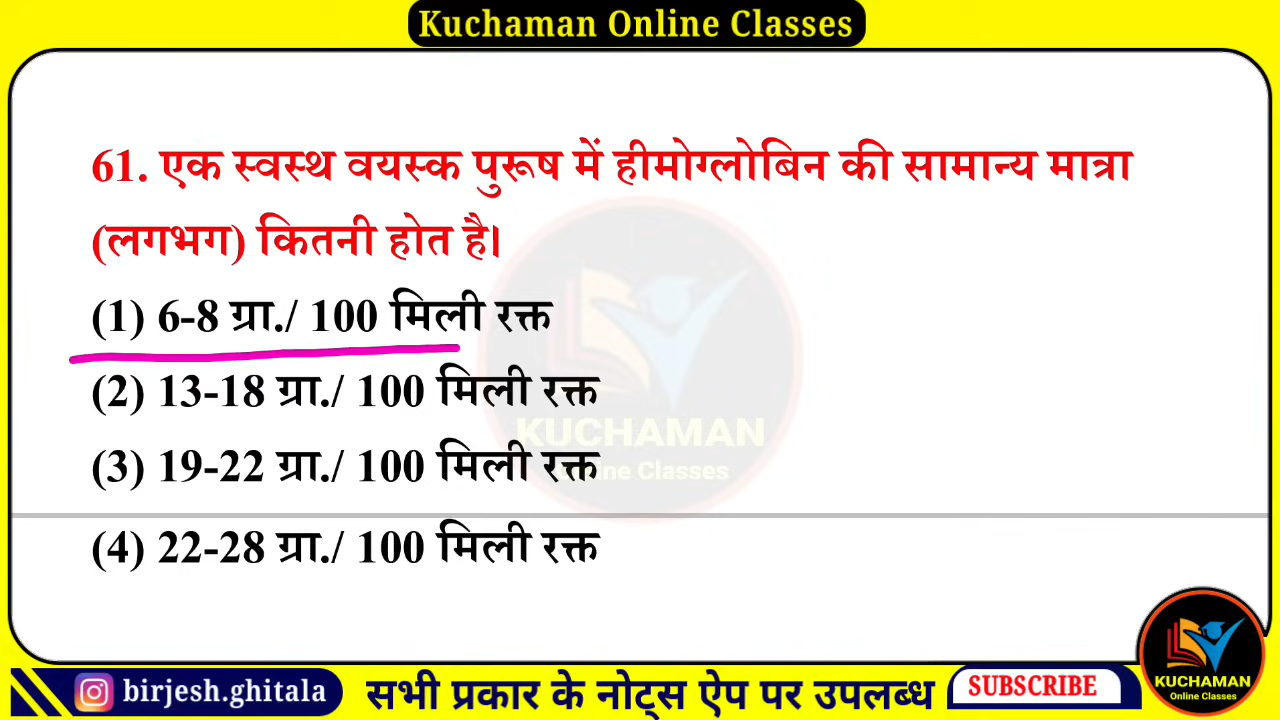 Kuchaman Online Classes
61. एक स्वस्थ वयस्क पुरूष में हीमोग्लोबिन की सामान्य मात्रा
(लगभग) कितनी होत है।
(1) 6-8 ग्रा./ 100 मिली रक्त
(2) 13-18 ग्रा./ 100 मिली रक्त
(3) 19-22 ग्रा./ 100 मिली रक्त
(4) 22-28 ग्रा./ 100 मिली रक्त
KUCHAMAN
Online Classes
birjesh.ghitala
सभी प्रकार के नोट्स ऐप पर उपलब्ध
SUBSCRIBE
KUCHAMAN
Online Classes